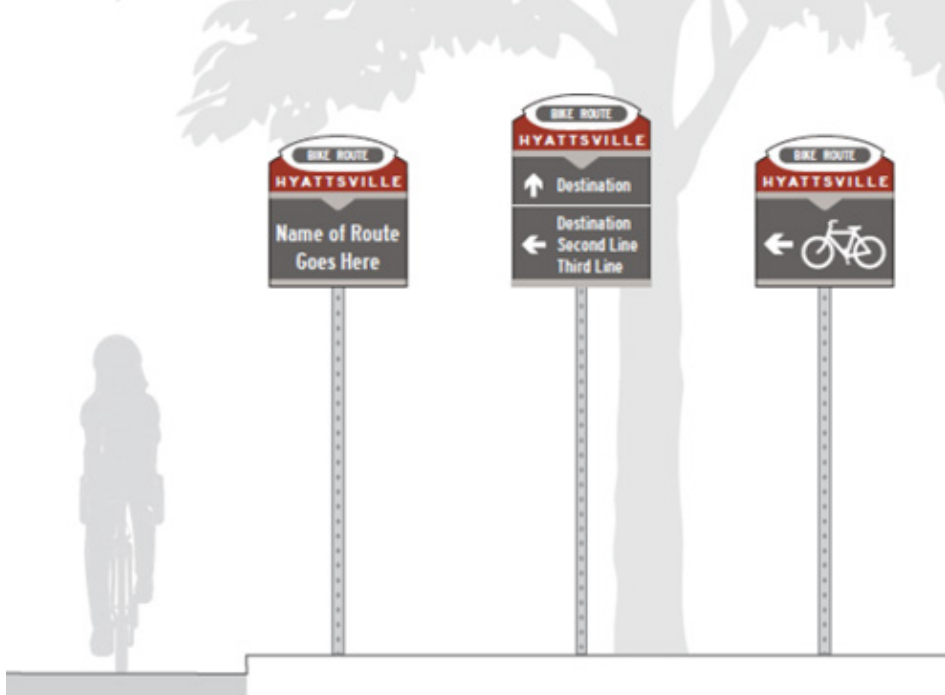 BIKE ROUTE
HYATTSVILLE
Name of Route
Goes Here
BIKE ROUTE
HYATTSVILLE
Destination
Destination
Second Line
Third Line
BIKE ROUTE
HYATTSVILLE